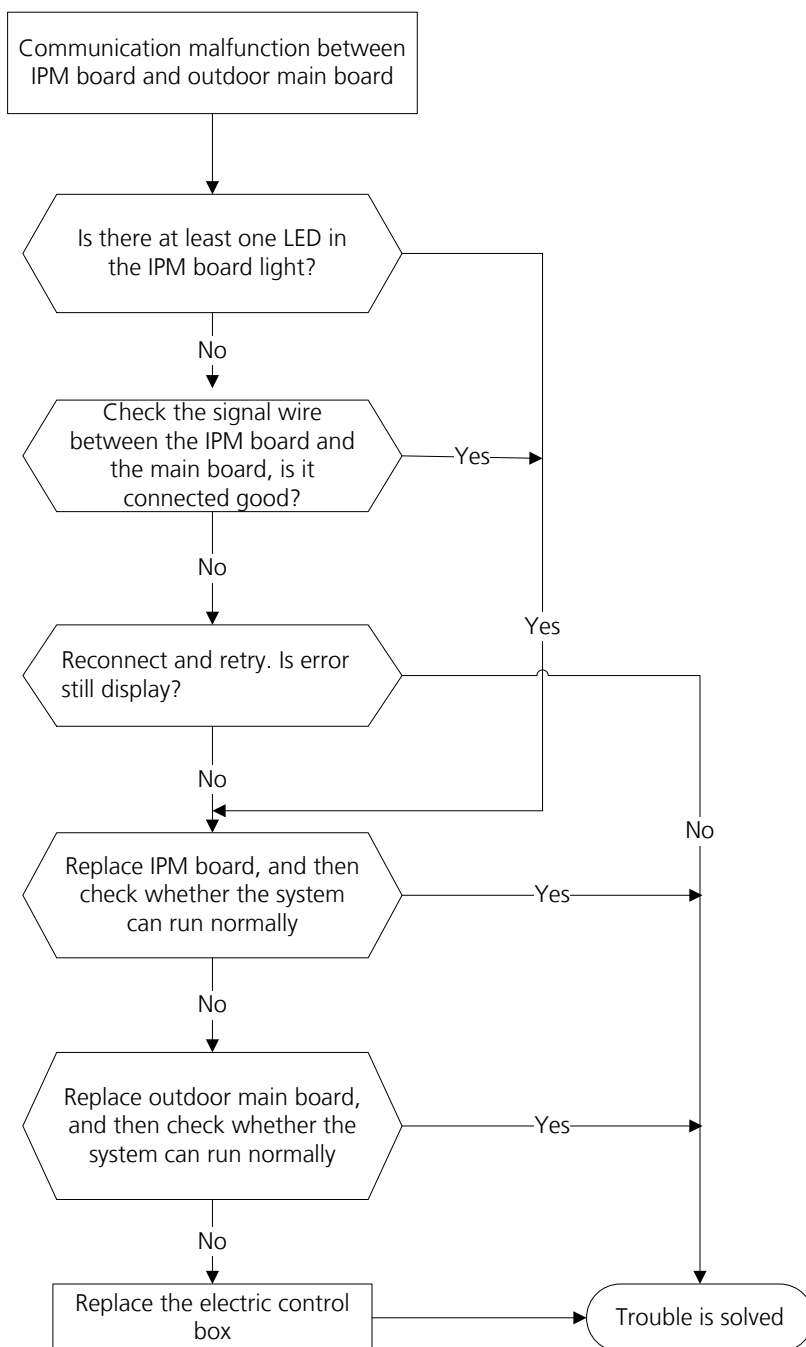 Communication malfunction between
IPM board and outdoor main board
Is there at least one LED in
the IPM board light?
No
Check the signal wire
between the IPM board and
the main board, is it
connected good?
Yes
No
Yes
Reconnect and retry. Is error
still display?
No
No
Replace IPM board, and then
check whether the system
can run normally
Yes
No
Replace outdoor main board,
and then check whether the
system can run normally
Yes
No
Replace the electric control
box
Trouble is solved